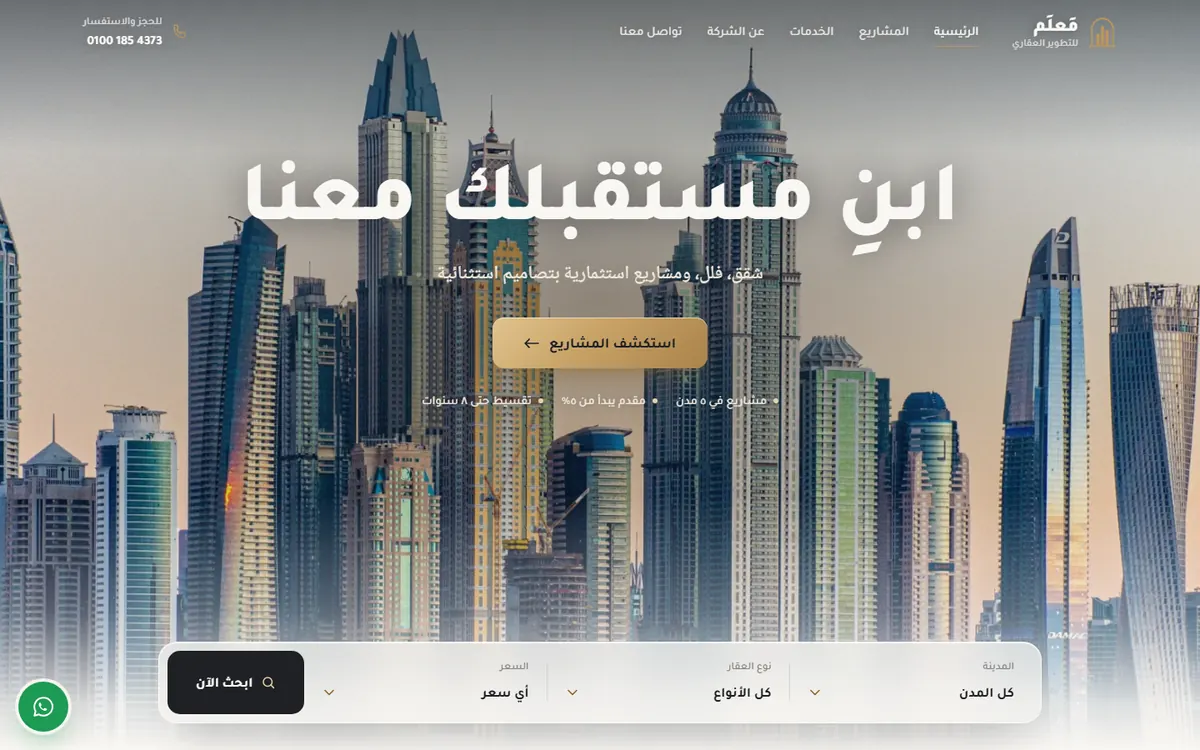 مَعلَم
للتطوير العقاري
الرئيسية
المشاريع
الخدمات
عن الشركة
تواصل معنا
للحجز والاستفسار
0100 185 4373
ابنِ مستقبلك معنا
شقق، فلل، ومشاريع استثمارية بتصاميم استثنائية
استكشف المشاريع ←
مشاريع في ٥ مدن • مقدم يبدأ من ٥% • تقسيط حتى ٨ سنوات
المدينة
كل المدن
نوع العقار
كل الأنواع
السعر
أي سعر
ابحث الآن
DAMAC